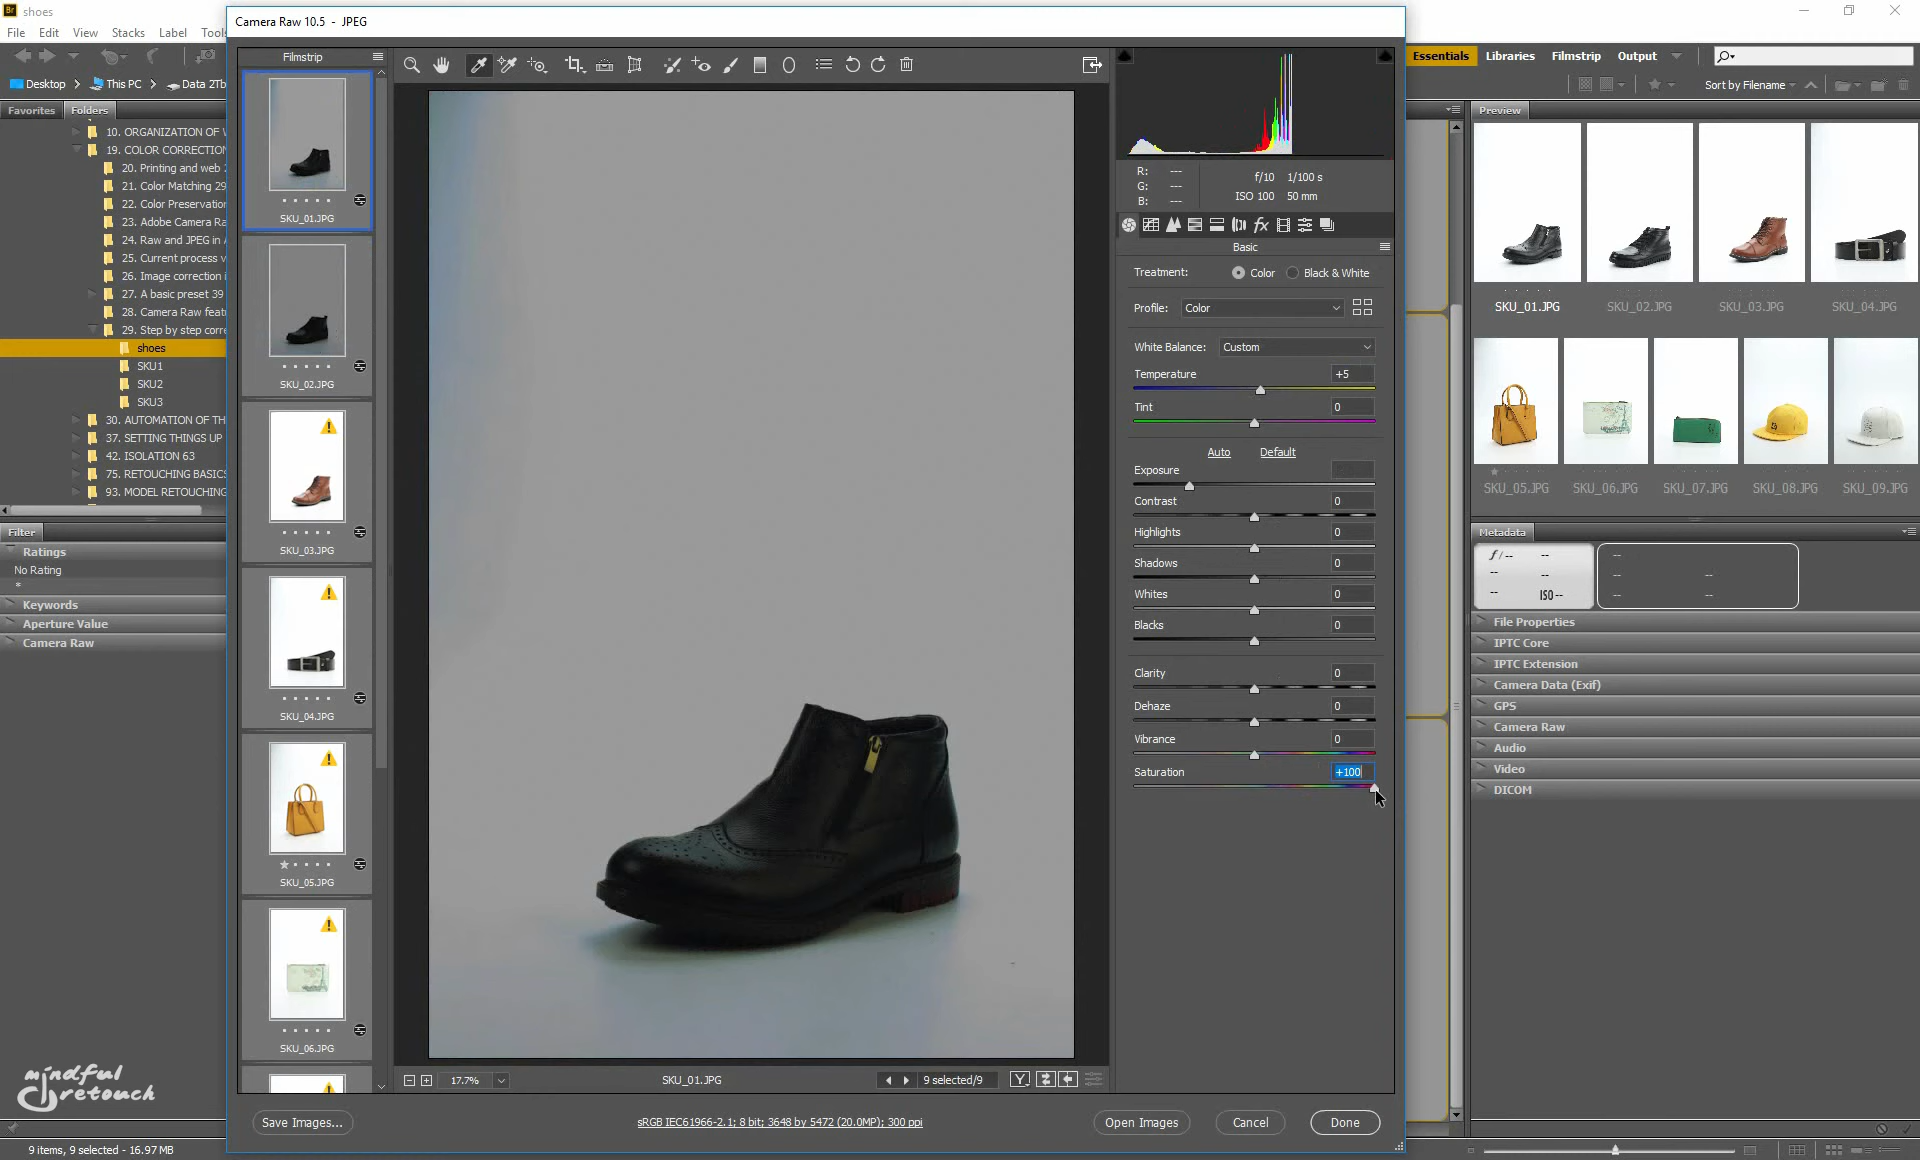 Br shoes
File Edit View Stacks Label Tools
Desktop This PC Data 2Tb
Favorites Folders
10. ORGANIZATION OF
19. COLOR CORRECTION
20. Printing and web
21. Color Matching 29
22. Color Preservation
23. Adobe Camera Ra
24. Raw and JPEG in
25. Current process v
26. Image correction i
27. A basic preset 39
28. Camera Raw feat
29. Step by step corre
shoes
SKU1
SKU2
SKU3
30. AUTOMATION OF TH
37. SETTING THINGS UP
42. ISOLATION 63
75. RETOUCHING BASICS
93. MODEL RETOUCHING
Filter
Ratings
No Rating
*
Keywords
Aperture Value
Camera Raw
mindful
retouch
9 items, 9 selected - 16.97 MB
Camera Raw 10.5 - JPEG
Filmstrip
SKU_01.JPG
SKU_02.JPG
SKU_03.JPG
SKU_04.JPG
SKU_05.JPG
SKU_06.JPG
17.7%
SKU_01.JPG
9 selected/9
Y
Save Images...
sRGB IEC61966-2.1; 8 bit; 3648 by 5472 (20.0MP); 300 ppi
Open Images Cancel Done
R: ---
G: ---
B: ---
f/10 1/100 s
ISO 100 50 mm
fx
Basic
Treatment: Color Black & White
Profile: Color
White Balance: Custom
Temperature +5
Tint 0
Auto Default
Exposure
Contrast 0
Highlights 0
Shadows 0
Whites 0
Blacks 0
Clarity 0
Dehaze 0
Vibrance 0
Saturation +100
Essentials Libraries Filmstrip Output
Sort by Filename
Preview
SKU_01.JPG SKU_02.JPG SKU_03.JPG SKU_04.JPG
SKU_05.JPG SKU_06.JPG SKU_07.JPG SKU_08.JPG SKU_09.JPG
Metadata
f/-- --
-- --
-- ISO --
--
-- --
-- --
File Properties
IPTC Core
IPTC Extension
Camera Data (Exif)
GPS
Camera Raw
Audio
Video
DICOM